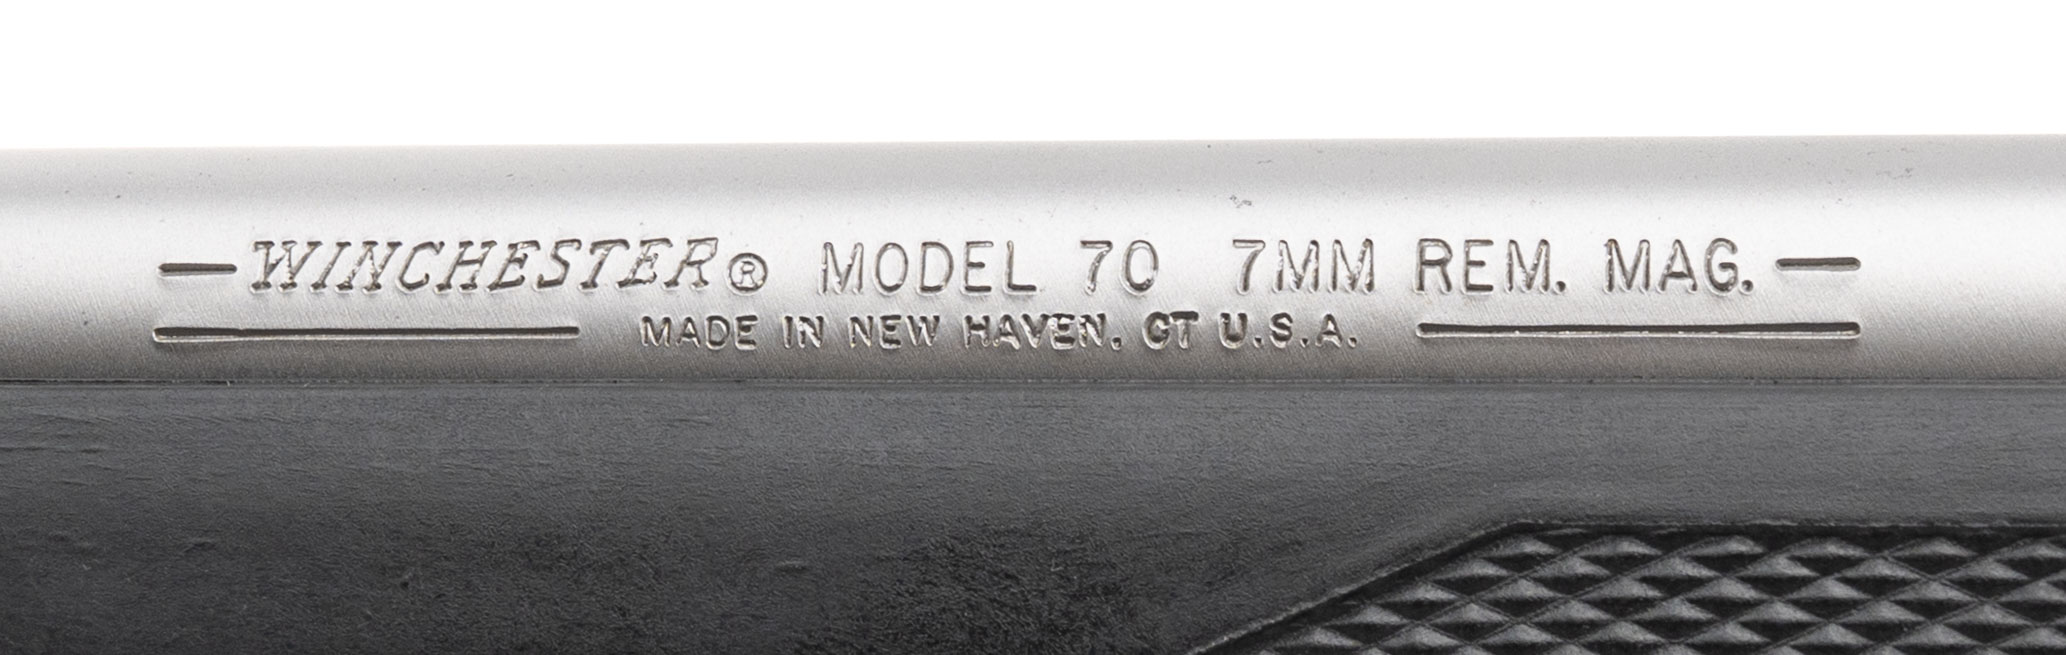 WINCHESTER® MODEL 70 7MM REM. MAG.
MADE IN NEW HAVEN, CT U.S.A.